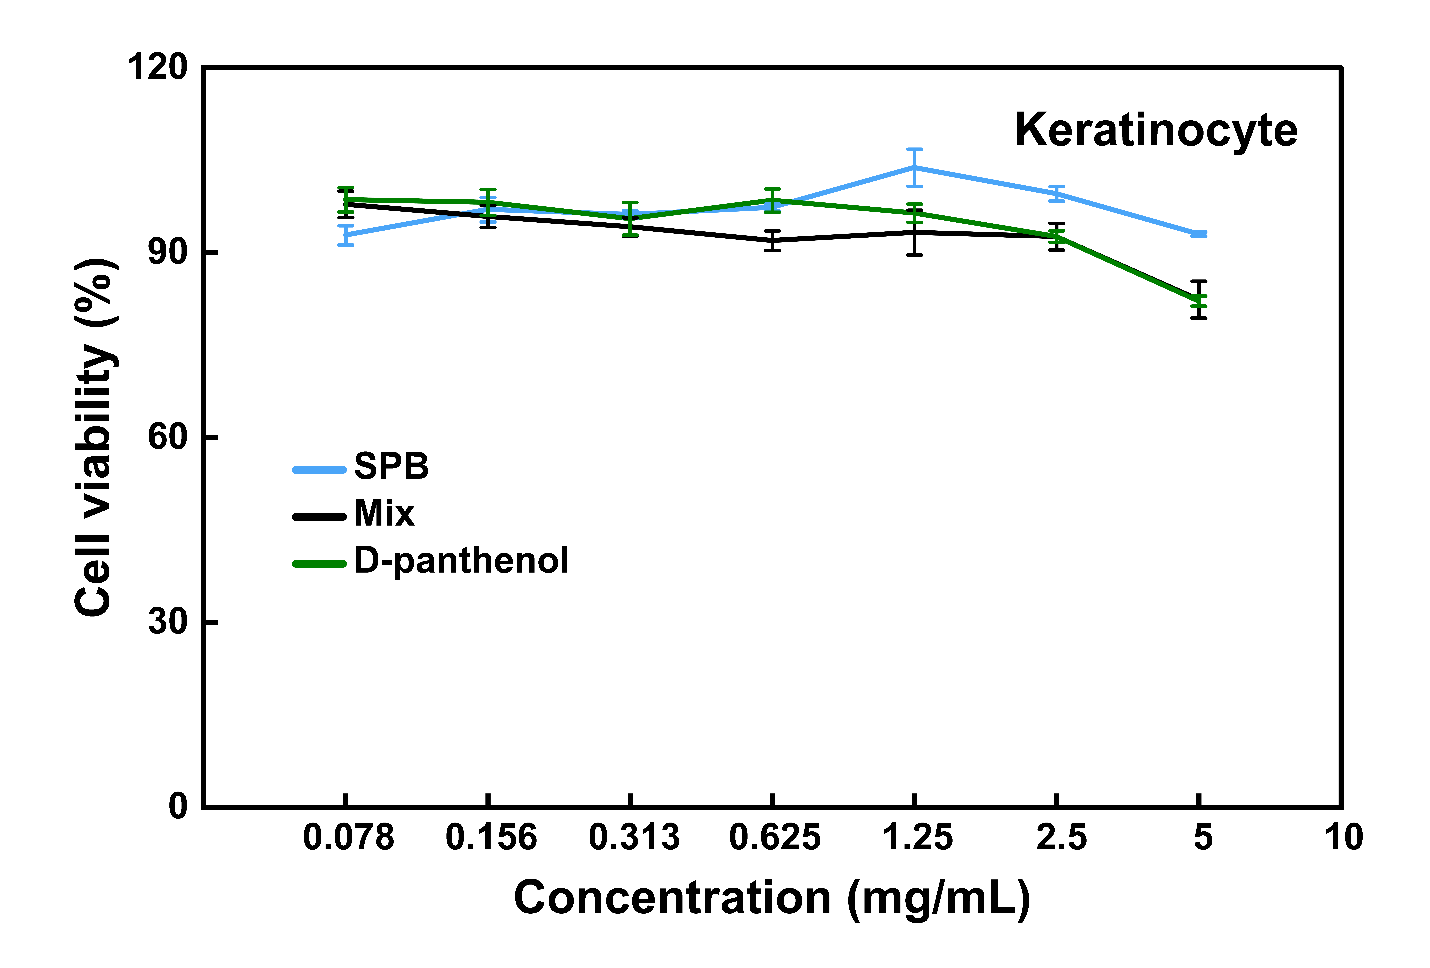 120
Keratinocyte
90
60
30
0
Cell viability (%)
SPB
Mix
D-panthenol
0.078 0.156 0.313 0.625 1.25 2.5 5 10
Concentration (mg/mL)